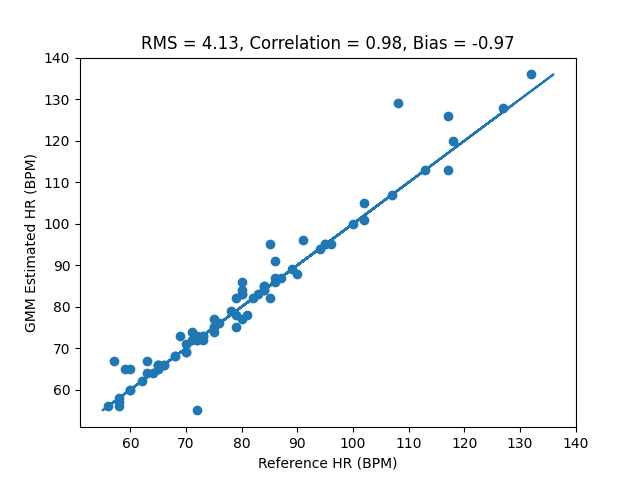 RMS = 4.13, Correlation = 0.98, Bias = -0.97
140
130
120
110
100
90
80
70
60
GMM Estimated HR (BPM)
60 70 80 90 100 110 120 130 140
Reference HR (BPM)